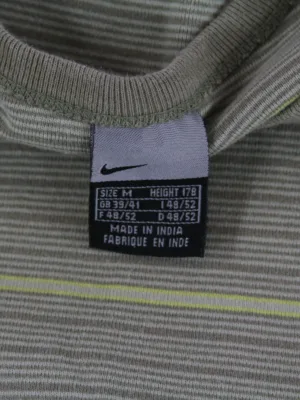 SIZE M HEIGHT 178
GB 39/41 I 48/52
F 48/52 D 48/52
MADE IN INDIA
FABRIQUE EN INDE